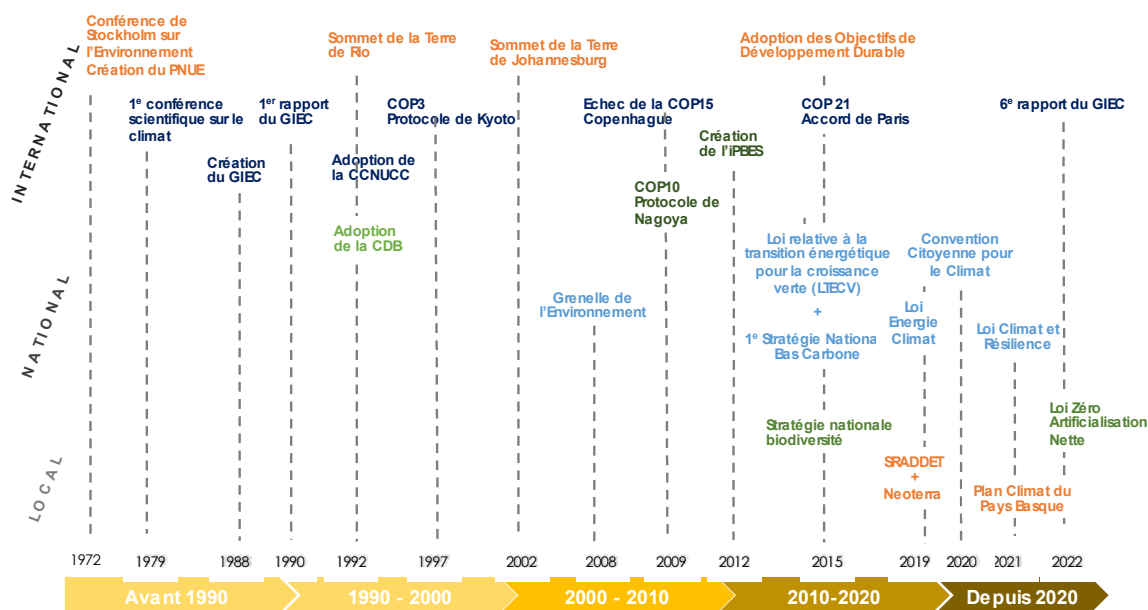 INTERNATIONAL
Conférence de
Stockholm sur
l'Environnement
Création du PNUE
Sommet de la Terre
de Rio
Sommet de la Terre
de Johannesburg
Adoption des Objectifs de
Développement Durable
1e conférence
scientifique sur le
climat
1er rapport
du GIEC
COP3
Protocole de Kyoto
Echec de la COP15
Copenhague
COP 21
Accord de Paris
6e rapport du GIEC
Création
du GIEC
Adoption de
la CCNUCC
Création
de l'iPBES
COP10
Protocole de
Nagoya
Adoption
de la CDB
NATIONAL
Loi relative à la
transition énergétique
pour la croissance
verte (LTECV)
+
1e Stratégie Nationa
Bas Carbone
Convention
Citoyenne pour
le Climat
Grenelle de
l'Environnement
Loi
Energie
Climat
Loi Climat et
Résilience
Stratégie nationale
biodiversité
Loi Zéro
Artificialisation
Nette
LOCAL
SRADDET
+
Neoterra
Plan Climat du
Pays Basque
1972
1979
1988
1990
1992
1997
2002
2008
2009
2012
2015
2019
2020
2021
2022
Avant 1990
1990 - 2000
2000 - 2010
2010-2020
Depuis 2020